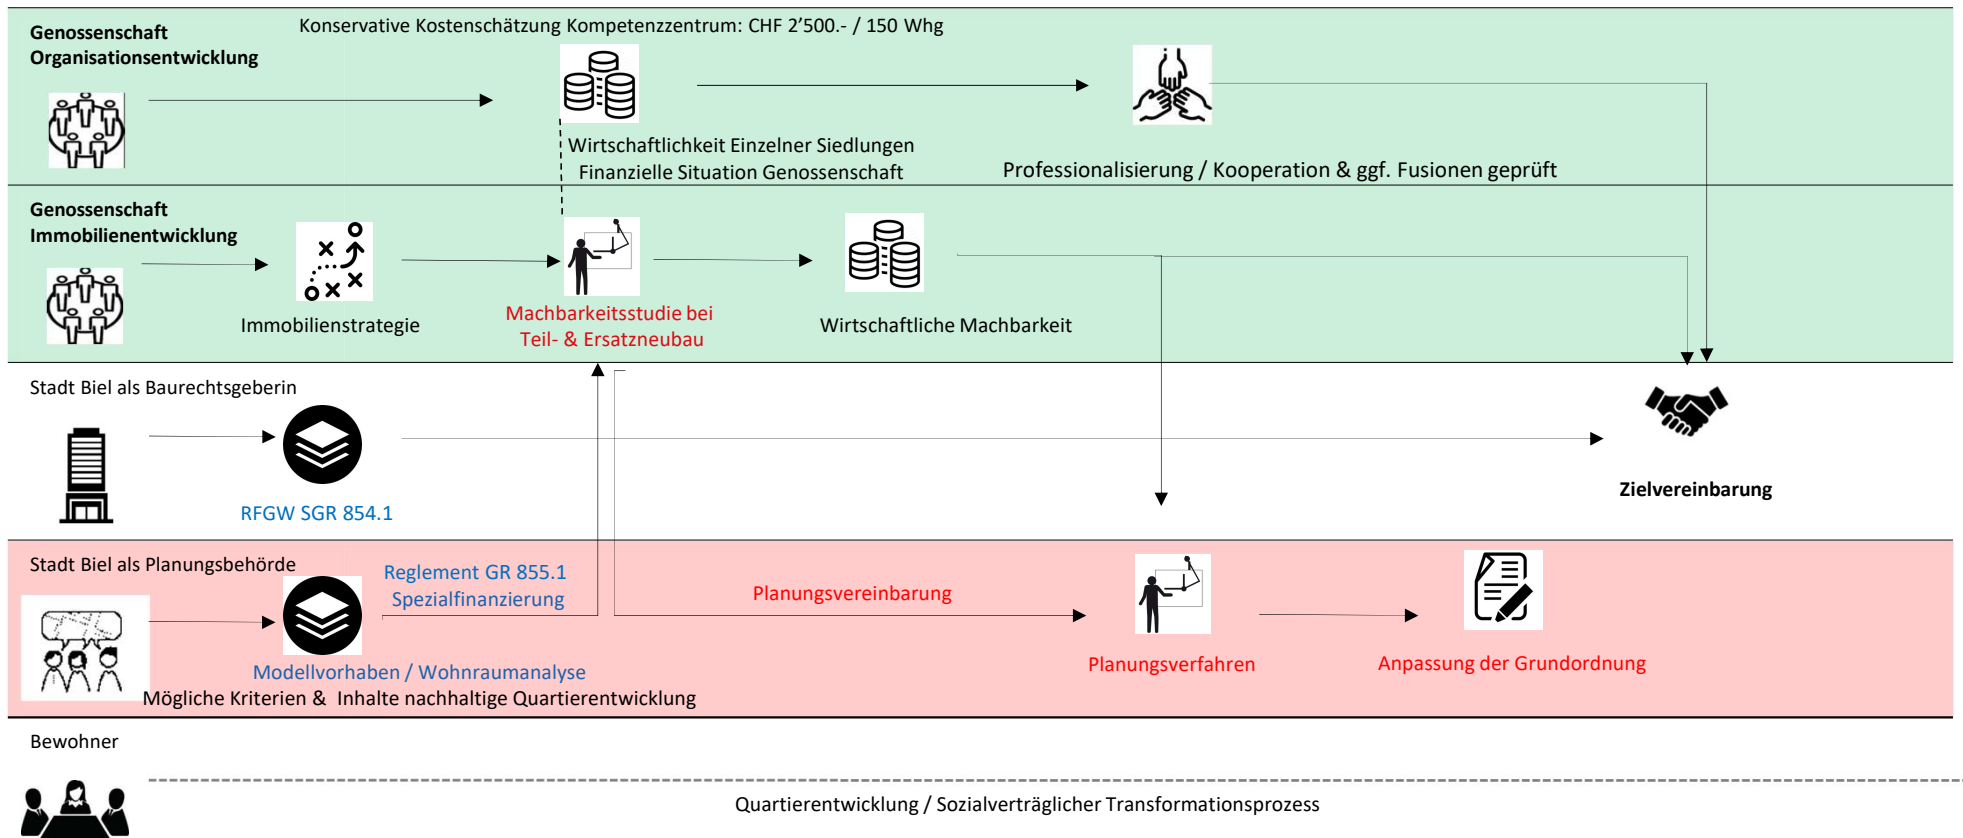 Genossenschaft
Organisationsentwicklung
Konservative Kostenschätzung Kompetenzzentrum: CHF 2’500.- / 150 Whg
Wirtschaftlichkeit Einzelner Siedlungen
Finanzielle Situation Genossenschaft
Professionalisierung / Kooperation & ggf. Fusionen geprüft
Genossenschaft
Immobilienentwicklung
Immobilienstrategie
Machbarkeitsstudie bei
Teil- & Ersatzneubau
Wirtschaftliche Machbarkeit
Stadt Biel als Baurechtsgeberin
RFGW SGR 854.1
Zielvereinbarung
Stadt Biel als Planungsbehörde
Reglement GR 855.1
Spezialfinanzierung
Planungsvereinbarung
Modellvorhaben / Wohnraumanalyse
Mögliche Kriterien & Inhalte nachhaltige Quartierentwicklung
Planungsverfahren
Anpassung der Grundordnung
Bewohner
Quartierentwicklung / Sozialverträglicher Transformationsprozess